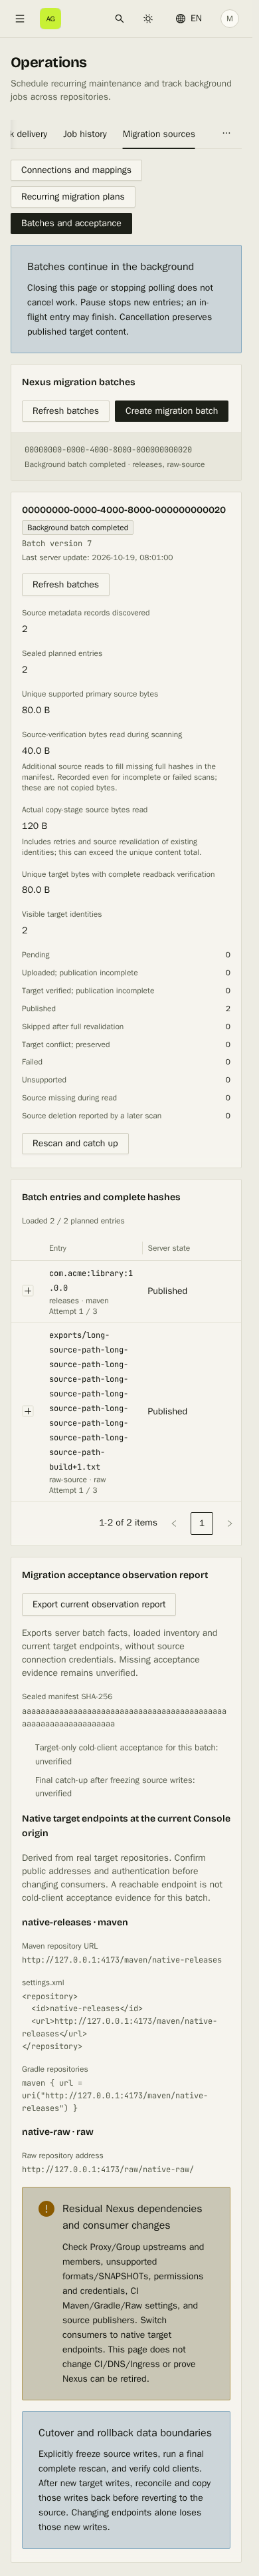 AG
EN
M
Operations
Schedule recurring maintenance and track background
jobs across repositories.
k delivery
Job history
Migration sources
...
Connections and mappings
Recurring migration plans
Batches and acceptance
Batches continue in the background
Closing this page or stopping polling does not
cancel work. Pause stops new entries; an in-
flight entry may finish. Cancellation preserves
published target content.
Nexus migration batches
Refresh batches
Create migration batch
00000000-0000-4000-8000-000000000020
Background batch completed · releases, raw-source
00000000-0000-4000-8000-000000000020
Background batch completed
Batch version 7
Last server update: 2026-10-19, 08:01:00
Refresh batches
Source metadata records discovered
2
Sealed planned entries
2
Unique supported primary source bytes
80.0 B
Source-verification bytes read during scanning
40.0 B
Additional source reads to fill missing full hashes in the
manifest. Recorded even for incomplete or failed scans;
these are not copied bytes.
Actual copy-stage source bytes read
120 B
Includes retries and source revalidation of existing
identities; this can exceed the unique content total.
Unique target bytes with complete readback verification
80.0 B
Visible target identities
2
Pending 0
Uploaded; publication incomplete 0
Target verified; publication incomplete 0
Published 2
Skipped after full revalidation 0
Target conflict; preserved 0
Failed 0
Unsupported 0
Source missing during read 0
Source deletion reported by a later scan 0
Rescan and catch up
Batch entries and complete hashes
Loaded 2 / 2 planned entries
Entry Server state
com.acme:library:1
.0.0
releases · maven
Attempt 1 / 3
Published
exports/long-
source-path-long-
source-path-long-
source-path-long-
source-path-long-
source-path-long-
source-path-long-
source-path-long-
source-path-
build+1.txt
raw-source · raw
Attempt 1 / 3
Published
1-2 of 2 items
1
Migration acceptance observation report
Export current observation report
Exports server batch facts, loaded inventory and
current target endpoints, without source
connection credentials. Missing acceptance
evidence remains unverified.
Sealed manifest SHA-256
aaaaaaaaaaaaaaaaaaaaaaaaaaaaaaaaaaaaaaaaaaaa
aaaaaaaaaaaaaaaaaaaa
Target-only cold-client acceptance for this batch:
unverified
Final catch-up after freezing source writes:
unverified
Native target endpoints at the current Console
origin
Derived from real target repositories. Confirm
public addresses and authentication before
changing consumers. A reachable endpoint is not
cold-client acceptance evidence for this batch.
native-releases · maven
Maven repository URL
http://127.0.0.1:4173/maven/native-releases
settings.xml
<repository>
<id>native-releases</id>
<url>http://127.0.0.1:4173/maven/native-
releases</url>
</repository>
Gradle repositories
maven { url =
uri("http://127.0.0.1:4173/maven/native-
releases") }
native-raw · raw
Raw repository address
http://127.0.0.1:4173/raw/native-raw/
Residual Nexus dependencies
and consumer changes
Check Proxy/Group upstreams and
members, unsupported
formats/SNAPSHOTs, permissions
and credentials, CI
Maven/Gradle/Raw settings, and
source publishers. Switch
consumers to native target
endpoints. This page does not
change CI/DNS/Ingress or prove
Nexus can be retired.
Cutover and rollback data boundaries
Explicitly freeze source writes, run a final
complete rescan, and verify cold clients.
After new target writes, reconcile and copy
those writes back before reverting to the
source. Changing endpoints alone loses
those new writes.